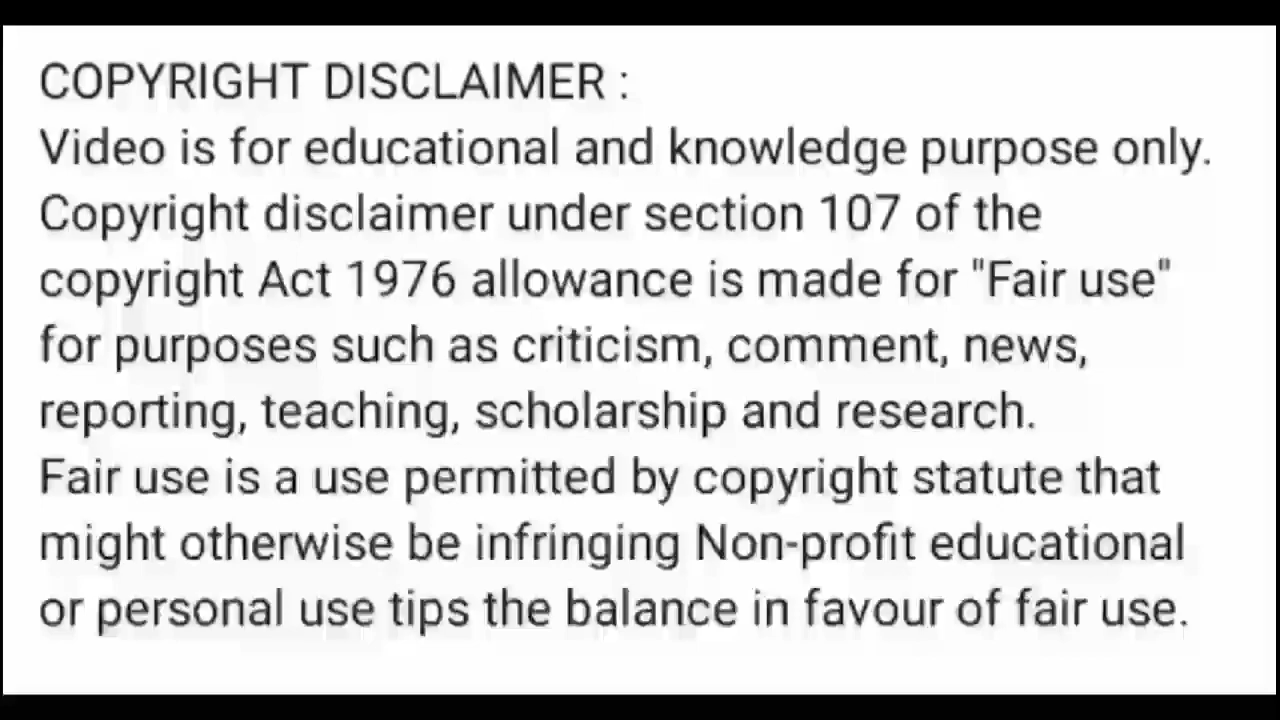 COPYRIGHT DISCLAIMER :
Video is for educational and knowledge purpose only.
Copyright disclaimer under section 107 of the
copyright Act 1976 allowance is made for "Fair use"
for purposes such as criticism, comment, news,
reporting, teaching, scholarship and research.
Fair use is a use permitted by copyright statute that
might otherwise be infringing Non-profit educational
or personal use tips the balance in favour of fair use.